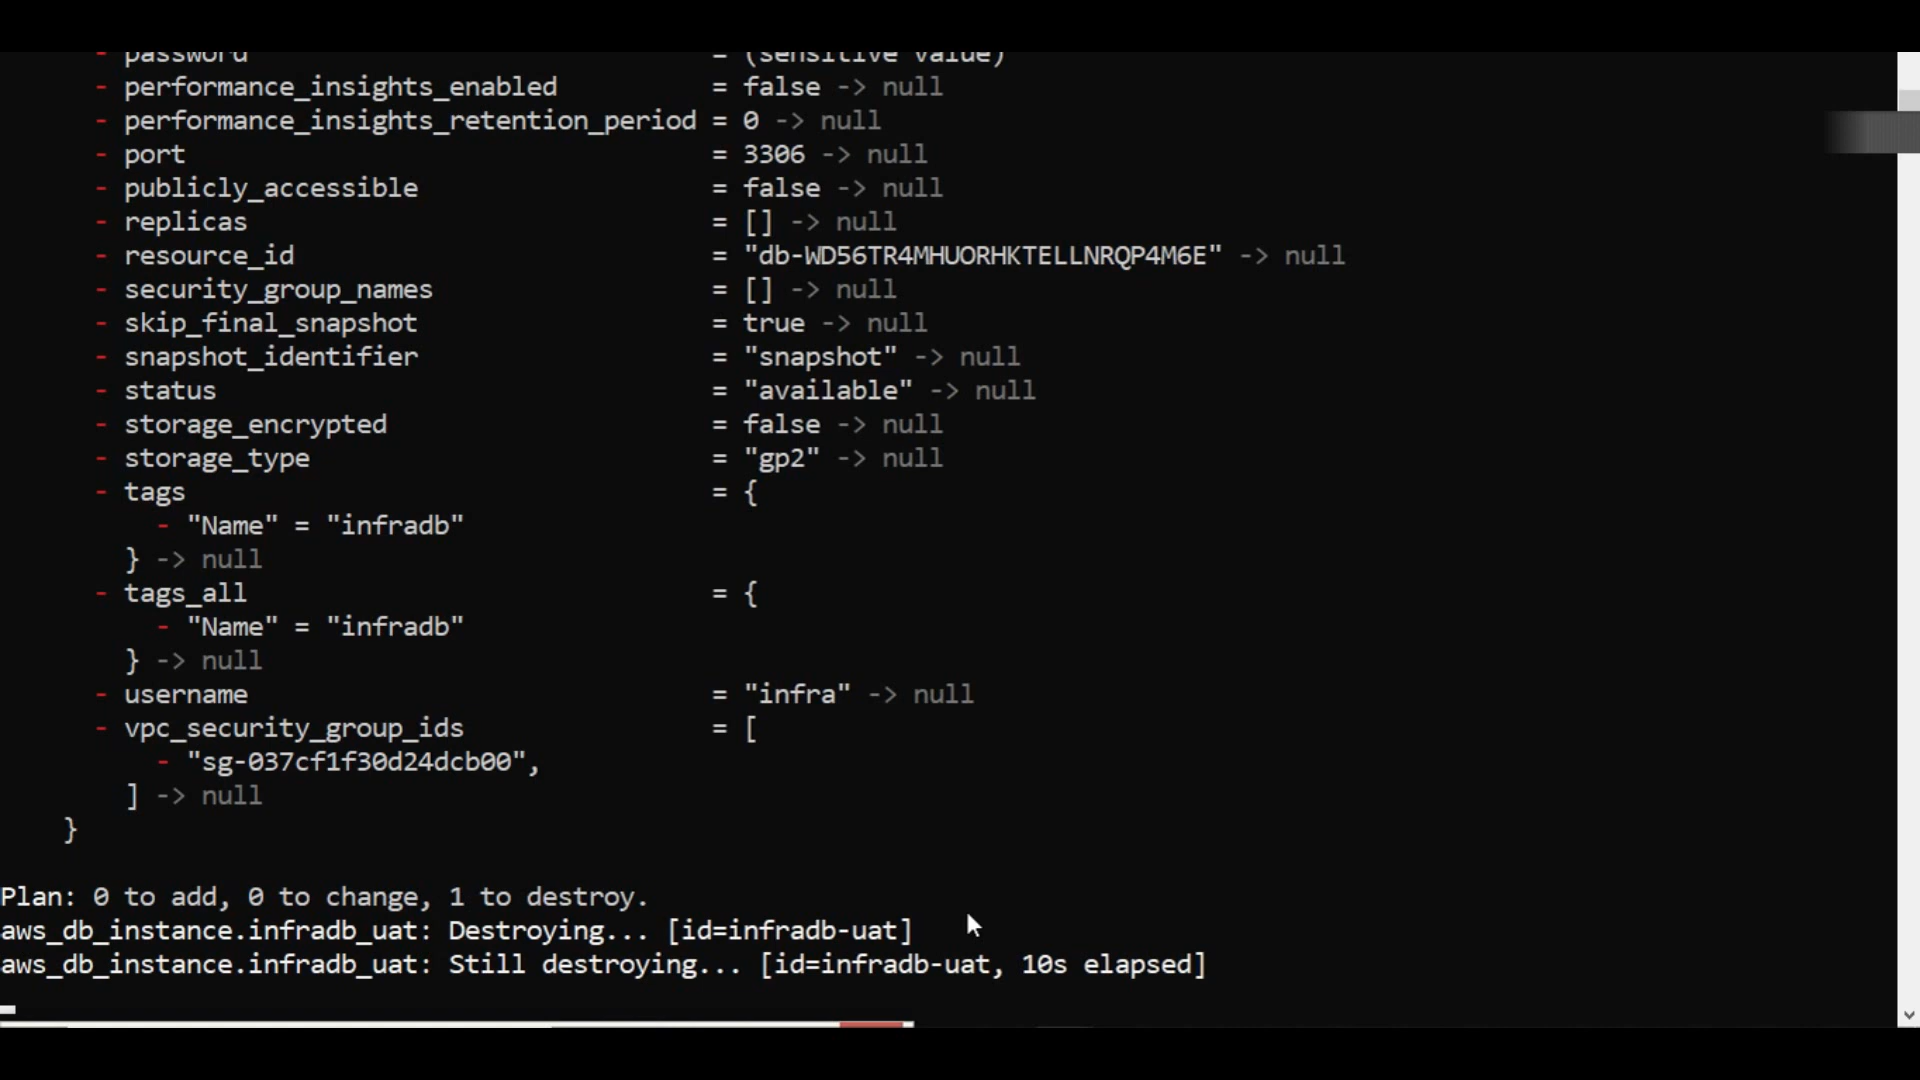 - password = (sensitive value)
- performance_insights_enabled = false -> null
- performance_insights_retention_period = 0 -> null
- port = 3306 -> null
- publicly_accessible = false -> null
- replicas = [] -> null
- resource_id = "db-WD56TR4MHUORHKTELLNRQP4M6E" -> null
- security_group_names = [] -> null
- skip_final_snapshot = true -> null
- snapshot_identifier = "snapshot" -> null
- status = "available" -> null
- storage_encrypted = false -> null
- storage_type = "gp2" -> null
- tags = {
- "Name" = "infradb"
} -> null
- tags_all = {
- "Name" = "infradb"
} -> null
- username = "infra" -> null
- vpc_security_group_ids = [
- "sg-037cf1f30d24dcb00",
] -> null
}
Plan: 0 to add, 0 to change, 1 to destroy.
aws_db_instance.infradb_uat: Destroying... [id=infradb-uat]
aws_db_instance.infradb_uat: Still destroying... [id=infradb-uat, 10s elapsed]